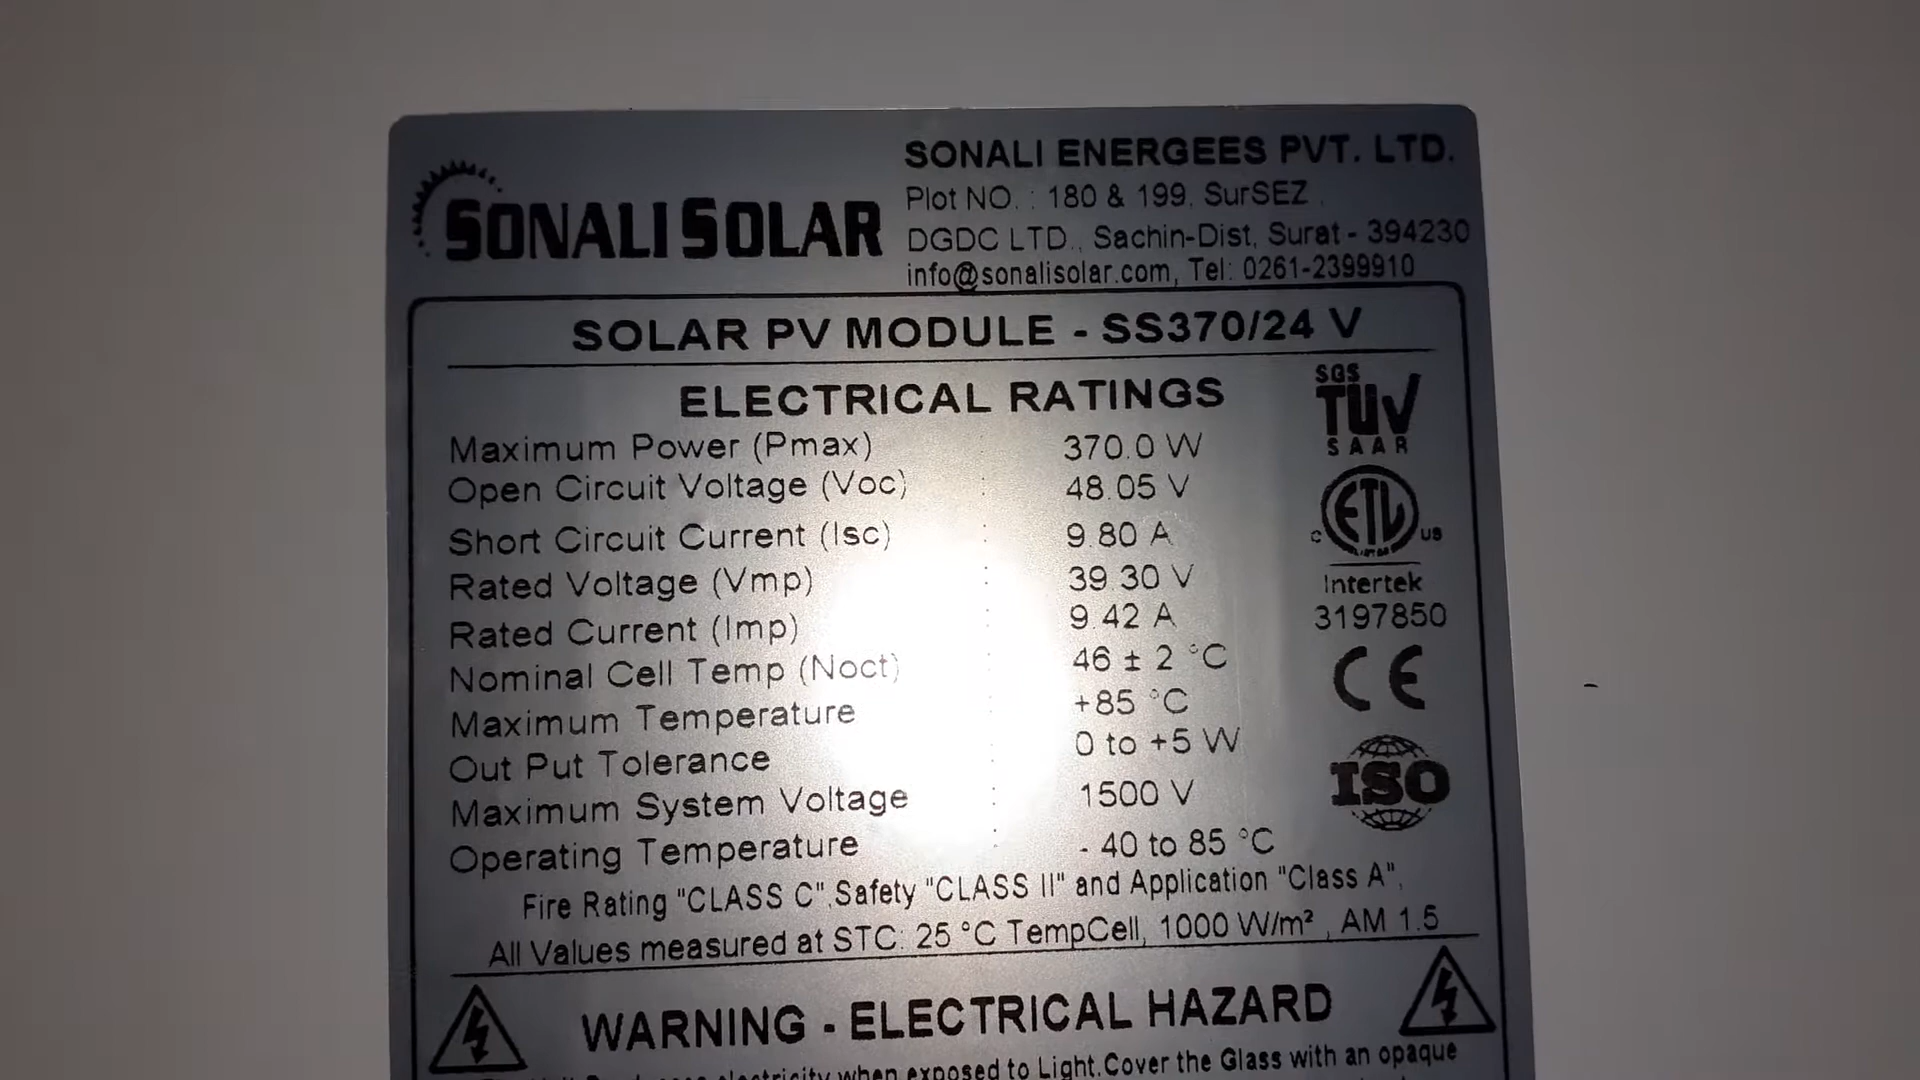 SONALI SOLAR
SONALI ENERGEES PVT. LTD.
Plot NO. : 180 & 199, SurSEZ,
DGDC LTD., Sachin-Dist, Surat - 394230
info@sonalisolar.com, Tel: 0261-2399910
SOLAR PV MODULE - SS370/24 V
ELECTRICAL RATINGS
Maximum Power (Pmax) : 370.0 W
Open Circuit Voltage (Voc) : 48.05 V
Short Circuit Current (Isc) : 9.80 A
Rated Voltage (Vmp) : 39.30 V
Rated Current (Imp) : 9.42 A
Nominal Cell Temp (Noct) : 46 ± 2 °C
Maximum Temperature : +85 °C
Out Put Tolerance : 0 to +5 W
Maximum System Voltage : 1500 V
Operating Temperature : - 40 to 85 °C
SGS
TUV
SAAR
C ETL US
Intertek
3197850
CE
ISO
Fire Rating "CLASS C",Safety "CLASS II" and Application "Class A",
All Values measured at STC: 25 °C TempCell, 1000 W/m², AM 1.5
WARNING - ELECTRICAL HAZARD
electricity when exposed to Light.Cover the Glass with an opaque